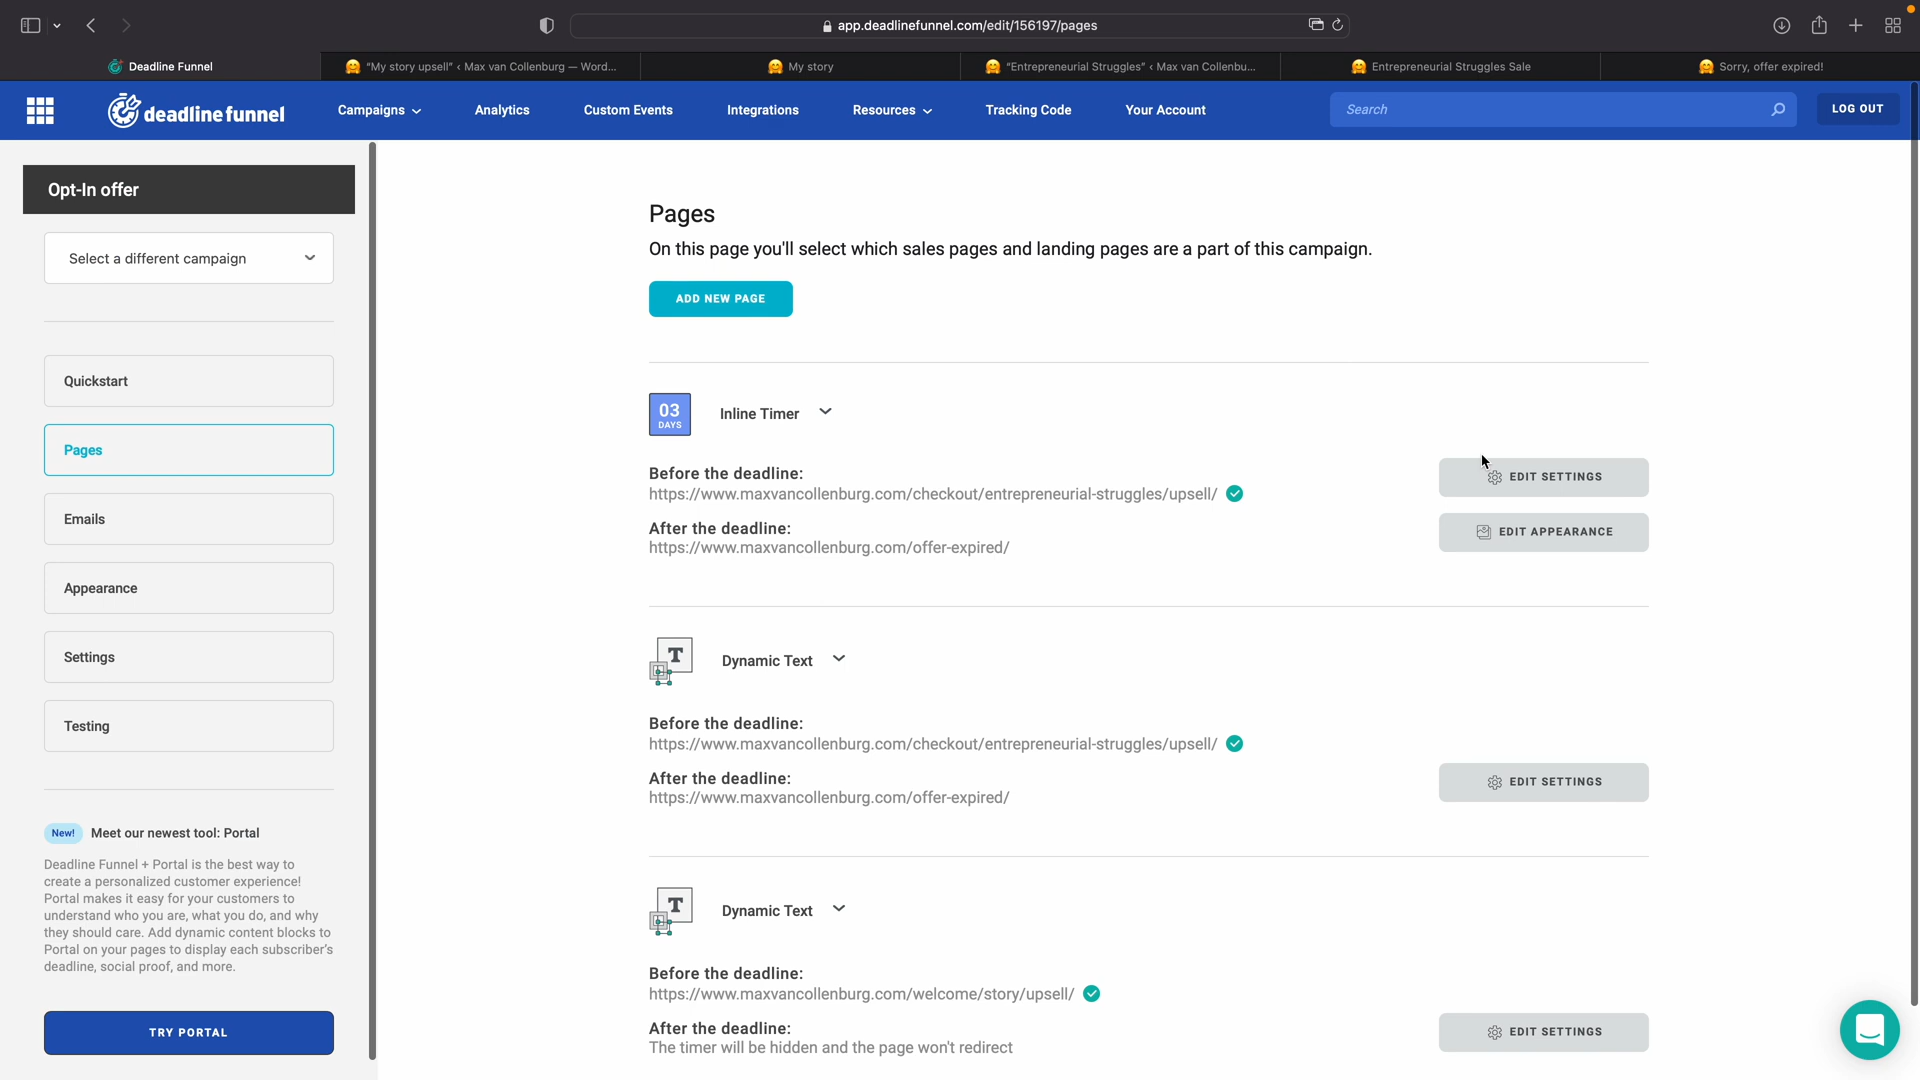 app.deadlinefunnel.com/edit/156197/pages
Deadline Funnel
"My story upsell" ‹ Max van Collenburg — Word...
My story
"Entrepreneurial Struggles" ‹ Max van Collenbu...
Entrepreneurial Struggles Sale
Sorry, offer expired!
deadline funnel
Campaigns
Analytics
Custom Events
Integrations
Resources
Tracking Code
Your Account
Search
LOG OUT
Opt-In offer
Select a different campaign
Quickstart
Pages
Emails
Appearance
Settings
Testing
New! Meet our newest tool: Portal
Deadline Funnel + Portal is the best way to
create a personalized customer experience!
Portal makes it easy for your customers to
understand who you are, what you do, and why
they should care. Add dynamic content blocks to
Portal on your pages to display each subscriber's
deadline, social proof, and more.
TRY PORTAL
Pages
On this page you'll select which sales pages and landing pages are a part of this campaign.
ADD NEW PAGE
03
DAYS
Inline Timer
Before the deadline:
https://www.maxvancollenburg.com/checkout/entrepreneurial-struggles/upsell/
EDIT SETTINGS
After the deadline:
https://www.maxvancollenburg.com/offer-expired/
EDIT APPEARANCE
T
Dynamic Text
Before the deadline:
https://www.maxvancollenburg.com/checkout/entrepreneurial-struggles/upsell/
After the deadline:
https://www.maxvancollenburg.com/offer-expired/
EDIT SETTINGS
T
Dynamic Text
Before the deadline:
https://www.maxvancollenburg.com/welcome/story/upsell/
After the deadline:
The timer will be hidden and the page won't redirect
EDIT SETTINGS